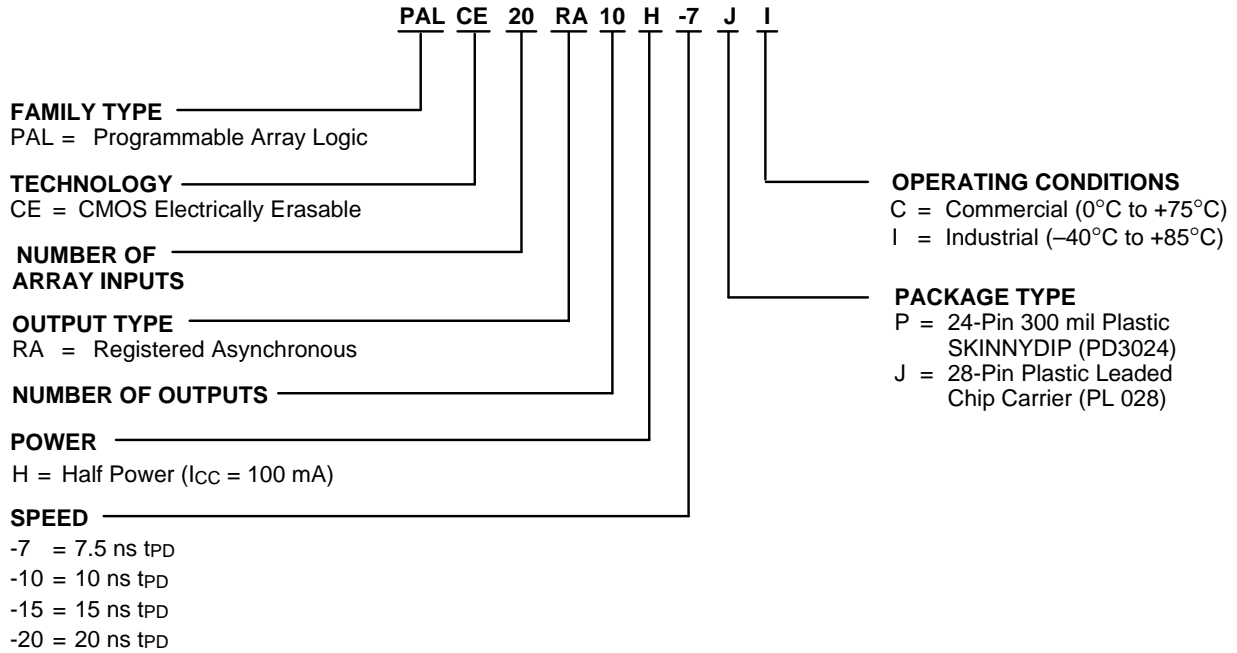 PAL CE 20 RA 10 H -7 J I
FAMILY TYPE
PAL = Programmable Array Logic
TECHNOLOGY
CE = CMOS Electrically Erasable
NUMBER OF
ARRAY INPUTS
OUTPUT TYPE
RA = Registered Asynchronous
NUMBER OF OUTPUTS
POWER
H = Half Power (ICC = 100 mA)
SPEED
-7 = 7.5 ns tPD
-10 = 10 ns tPD
-15 = 15 ns tPD
-20 = 20 ns tPD
OPERATING CONDITIONS
C = Commercial (0°C to +75°C)
I = Industrial (–40°C to +85°C)
PACKAGE TYPE
P = 24-Pin 300 mil Plastic
SKINNYDIP (PD3024)
J = 28-Pin Plastic Leaded
Chip Carrier (PL 028)